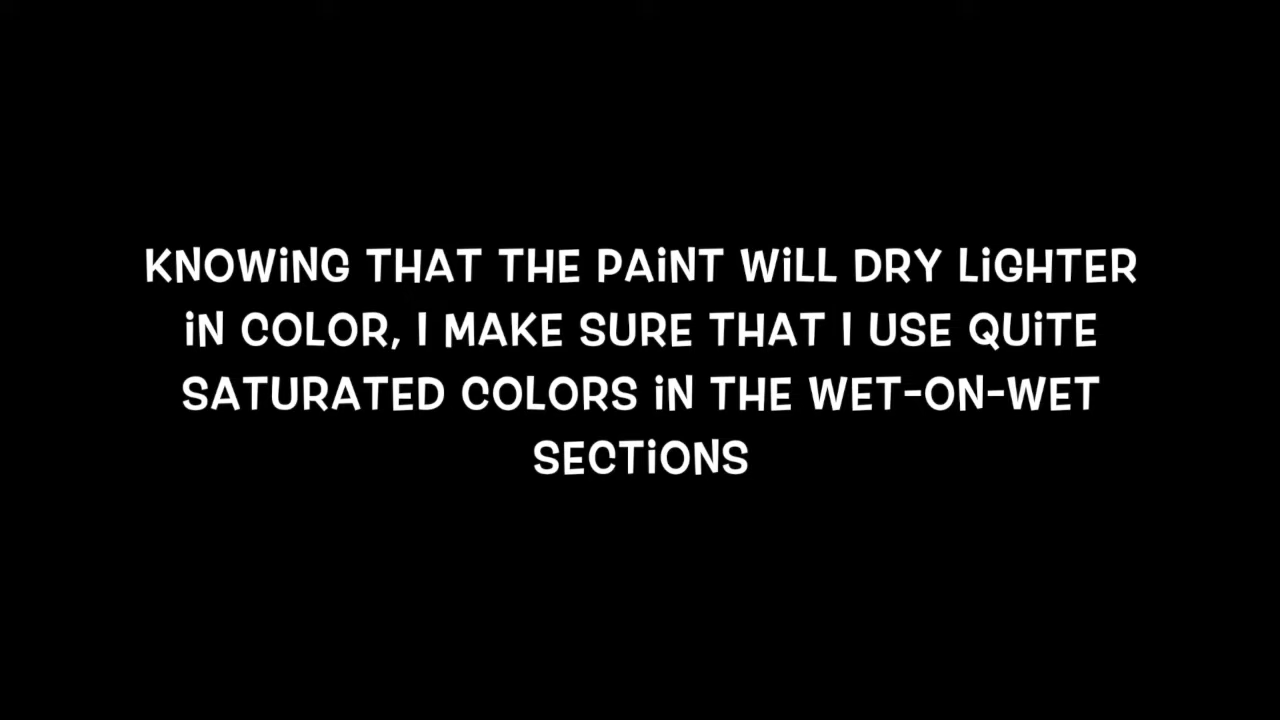 KNOWiNG THAT THE PAiNT WiLL DRY LiGHTER
iN COLOR, I MAKE SURE THAT I USE QUiTE
SATURATED COLORS iN THE WET-ON-WET
SECTiONS